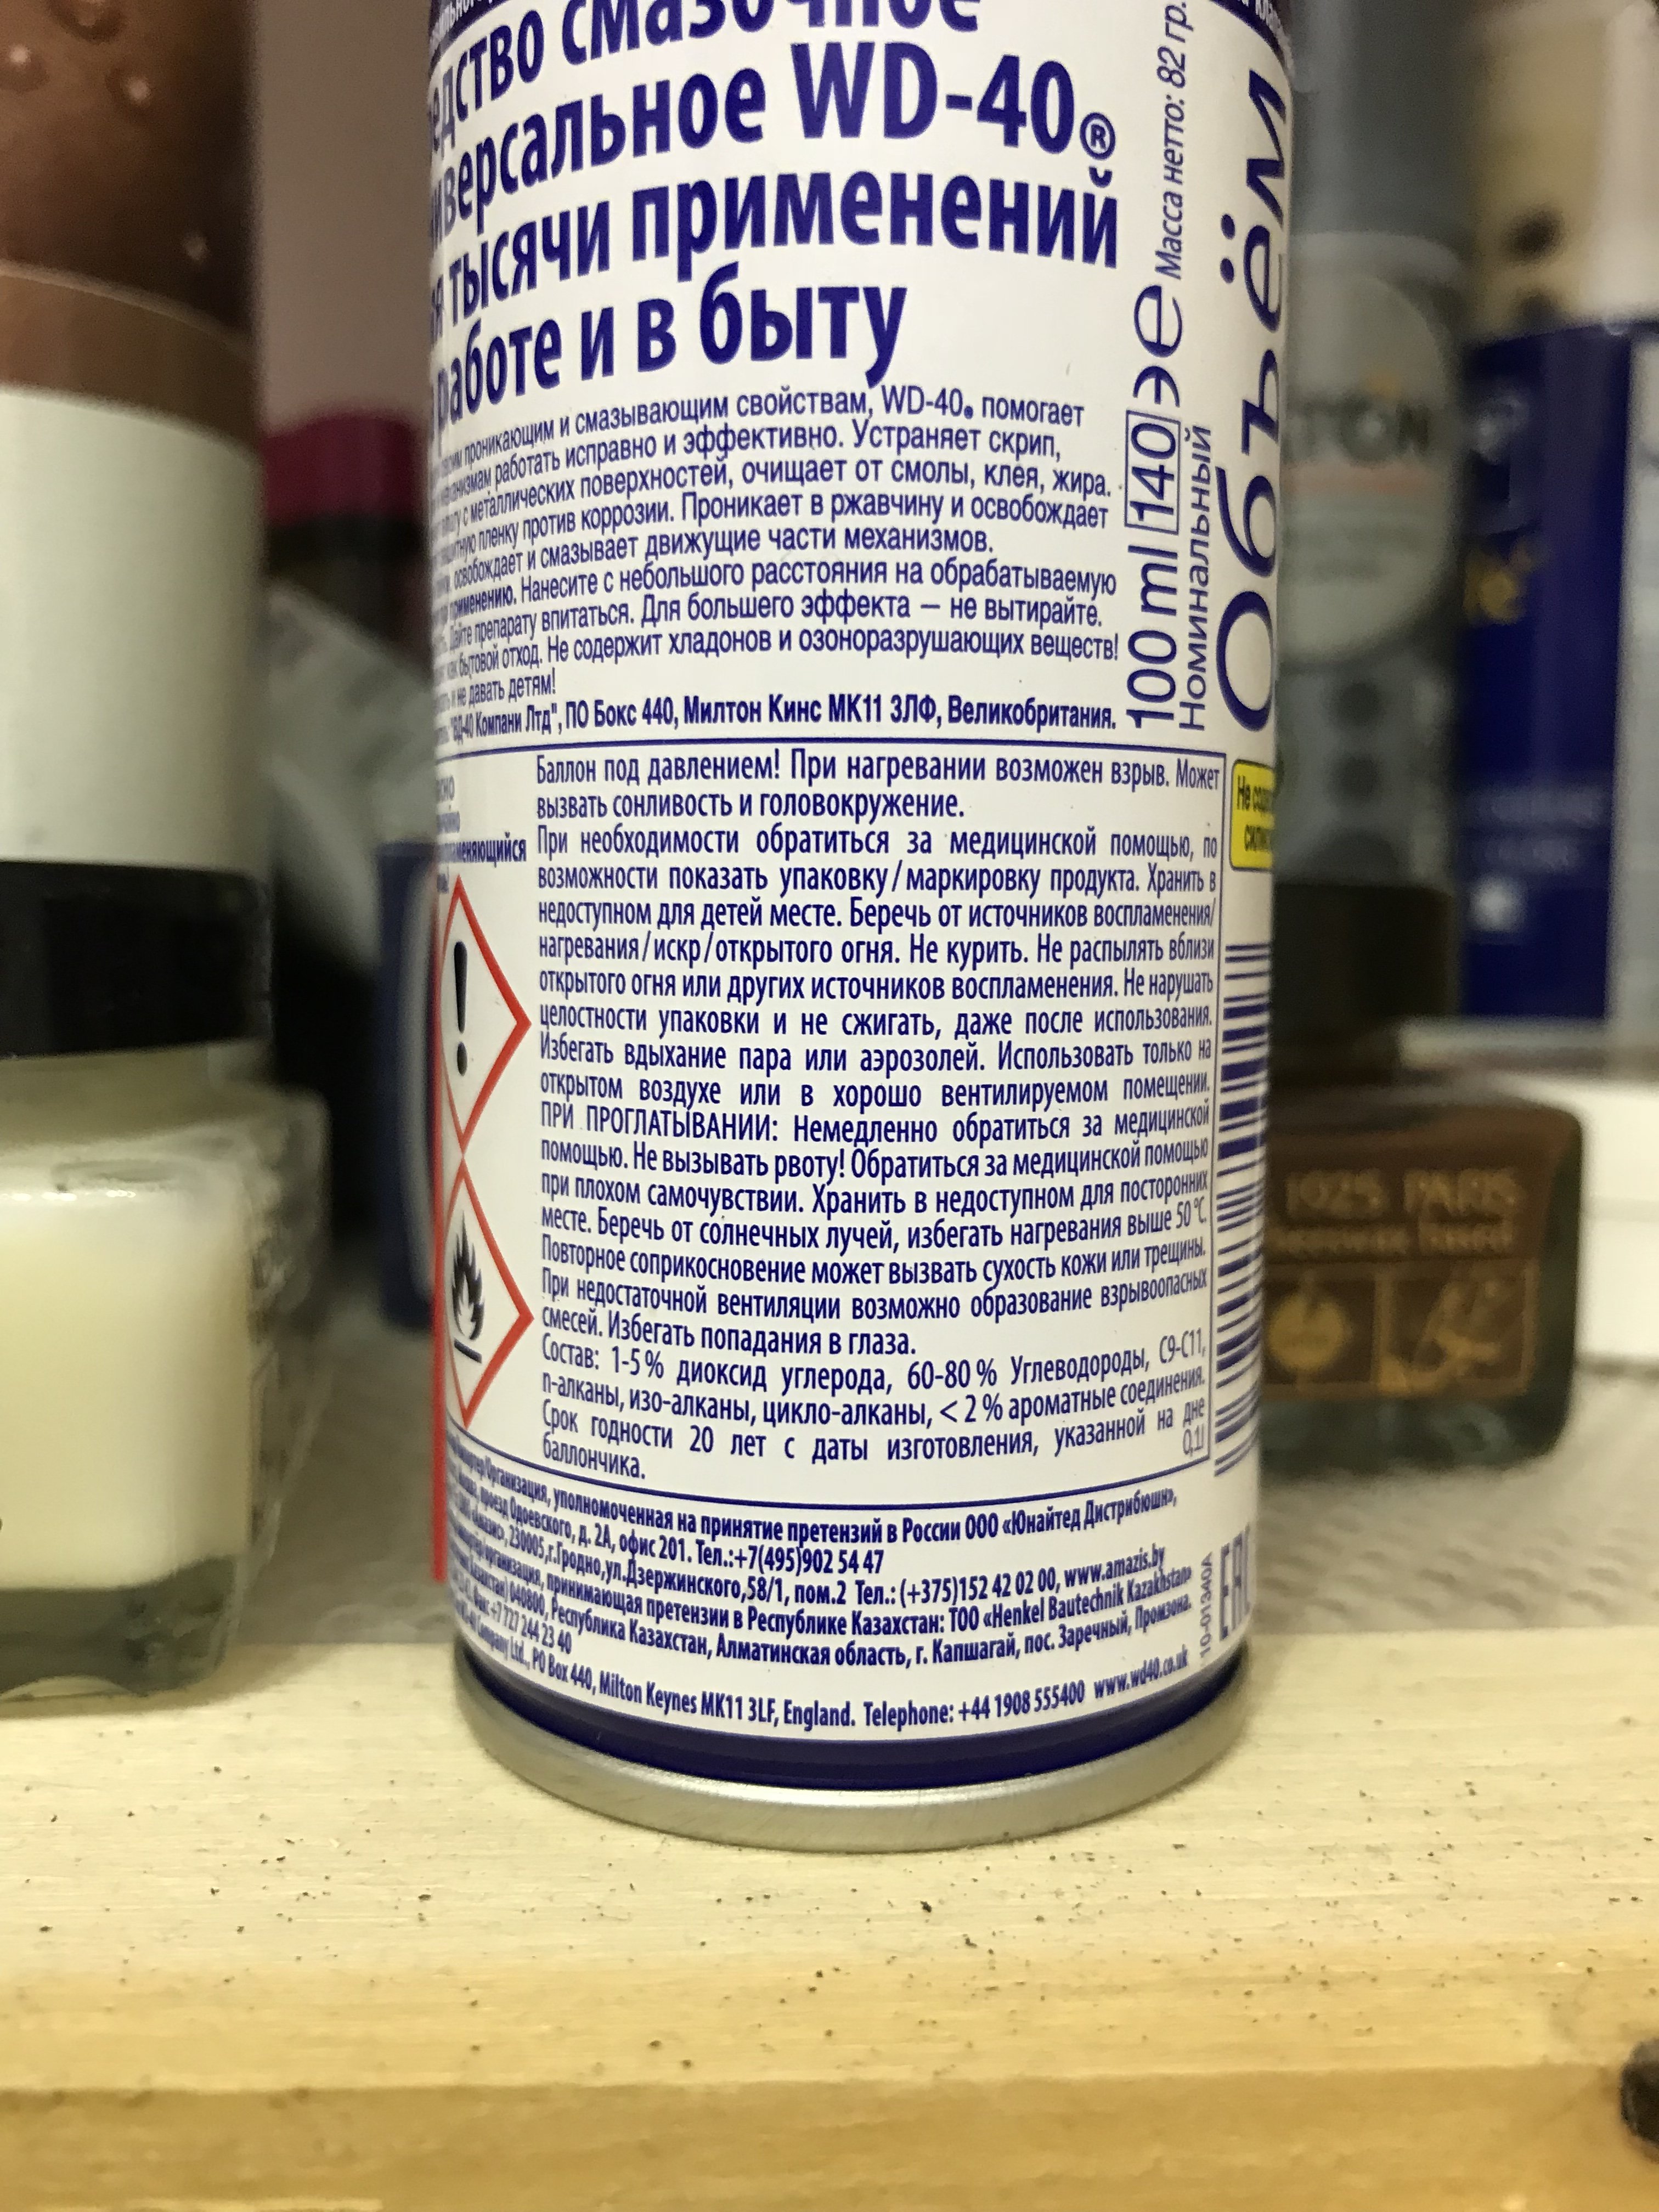 смазочное
WD-40®
тысячи применений
работе и в быту
проникающим и смазывающим свойствам, WD-40® помогает
работать исправно и эффективно. Устраняет скрип,
с металлических поверхностей, очищает от смолы, клея, жира.
пленку против коррозии. Проникает в ржавчину и освобождает
освобождает и смазывает движущие части механизмов.
применению. Нанесите с небольшого расстояния на обрабатываемую
Дайте препарату впитаться. Для большего эффекта — не вытирайте.
как бытовой отход. Не содержит хладонов и озоноразрушающих веществ!
и не давать детям!
"ВД-40 Компани Лтд", ПО Бокс 440, Милтон Кинс МК11 3ЛФ, Великобритания.
100 ml 140 Э e Масса нетто: 82 гр.
Номинальный
Объём
Баллон под давлением! При нагревании возможен взрыв. Может
вызвать сонливость и головокружение.
При необходимости обратиться за медицинской помощью, по
возможности показать упаковку/маркировку продукта. Хранить в
недоступном для детей месте. Беречь от источников воспламенения/
нагревания/искр/открытого огня. Не курить. Не распылять вблизи
открытого огня или других источников воспламенения. Не нарушать
целостности упаковки и не сжигать, даже после использования.
Избегать вдыхание пара или аэрозолей. Использовать только на
открытом воздухе или в хорошо вентилируемом помещении.
ПРИ ПРОГЛАТЫВАНИИ: Немедленно обратиться за медицинской
помощью. Не вызывать рвоту! Обратиться за медицинской помощью
при плохом самочувствии. Хранить в недоступном для посторонних
месте. Беречь от солнечных лучей, избегать нагревания выше 50°C.
Повторное соприкосновение может вызвать сухость кожи или трещины.
При недостаточной вентиляции возможно образование взрывоопасных
смесей. Избегать попадания в глаза.
Состав: 1-5% диоксид углерода, 60-80% Углеводороды, C9-C11,
n-алканы, изо-алканы, цикло-алканы, < 2% ароматные соединения.
Срок годности 20 лет с даты изготовления, указанной на дне
баллончика.
0,1l
Не
уполномоченная на принятие претензий в России ООО «Юнайтед Дистрибьюшн»,
проезд Одоевского, д. 2А, офис 201. Тел.:+7(495)902 54 47
230005,г.Гродно,ул.Дзержинского,58/1, пом.2 Тел.: (+375)152 42 02 00, www.amazis.by
принимающая претензии в Республике Казахстан: ТОО «Henkel Bautechnik Kazakhstan»
040800, Республика Казахстан, Алматинская область, г. Капшагай, пос. Заречный, Промзона.
+7 727 244 23 40
Company Ltd., PO Box 440, Milton Keynes MK11 3LF, England. Telephone: +44 1908 555400 www.wd40.co.uk
10-01340A
EAC
1925 PARIS